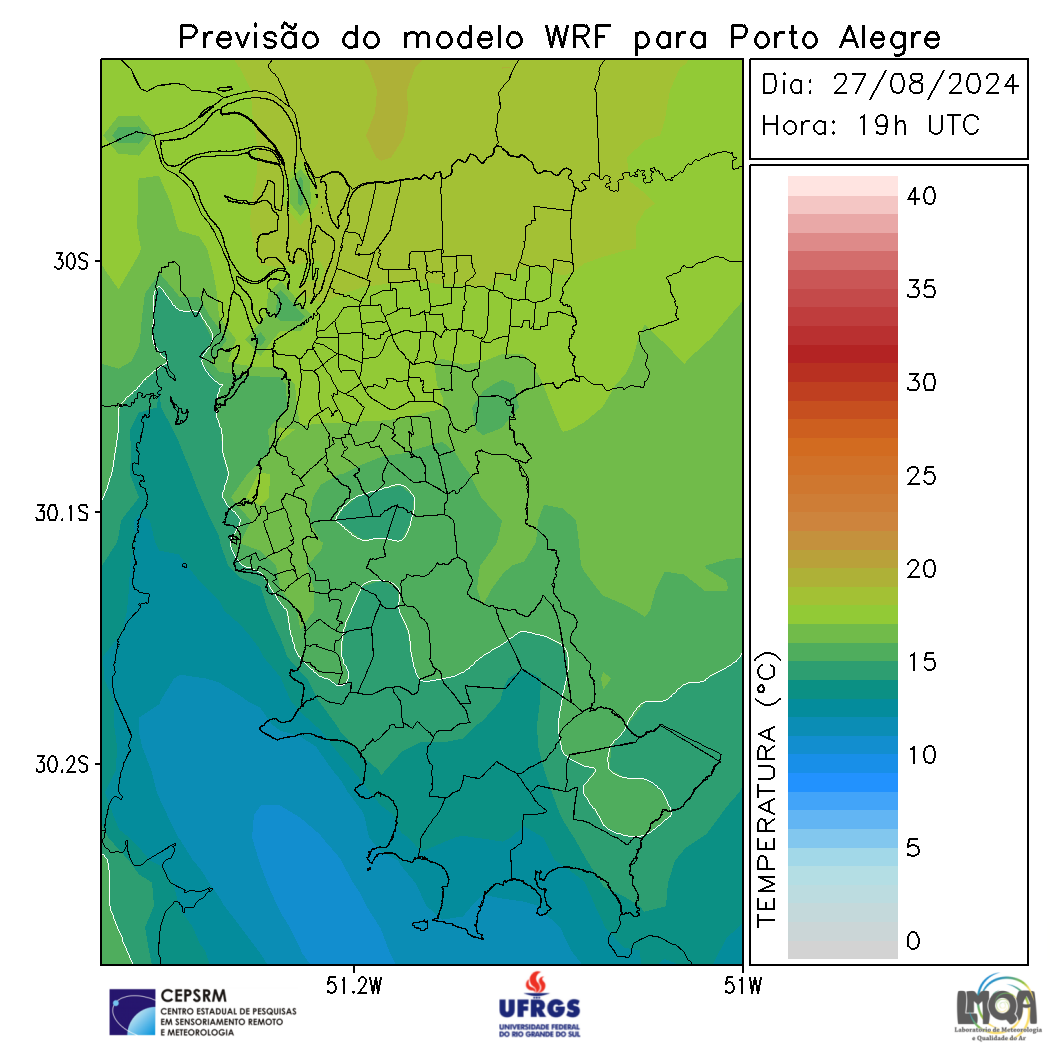 Previsão do modelo WRF para Porto Alegre
Dia: 27/08/2024
Hora: 19h UTC
30S
30.1S
30.2S
51.2W
51W
TEMPERATURA (°C)
40
35
30
25
20
15
10
5
0
CEPSRM
CENTRO ESTADUAL DE PESQUISAS
EM SENSORIAMENTO REMOTO
E METEOROLOGIA
UFRGS
UNIVERSIDADE FEDERAL
DO RIO GRANDE DO SUL
LMQA
Laboratório de Meteorologia
e Qualidade do Ar